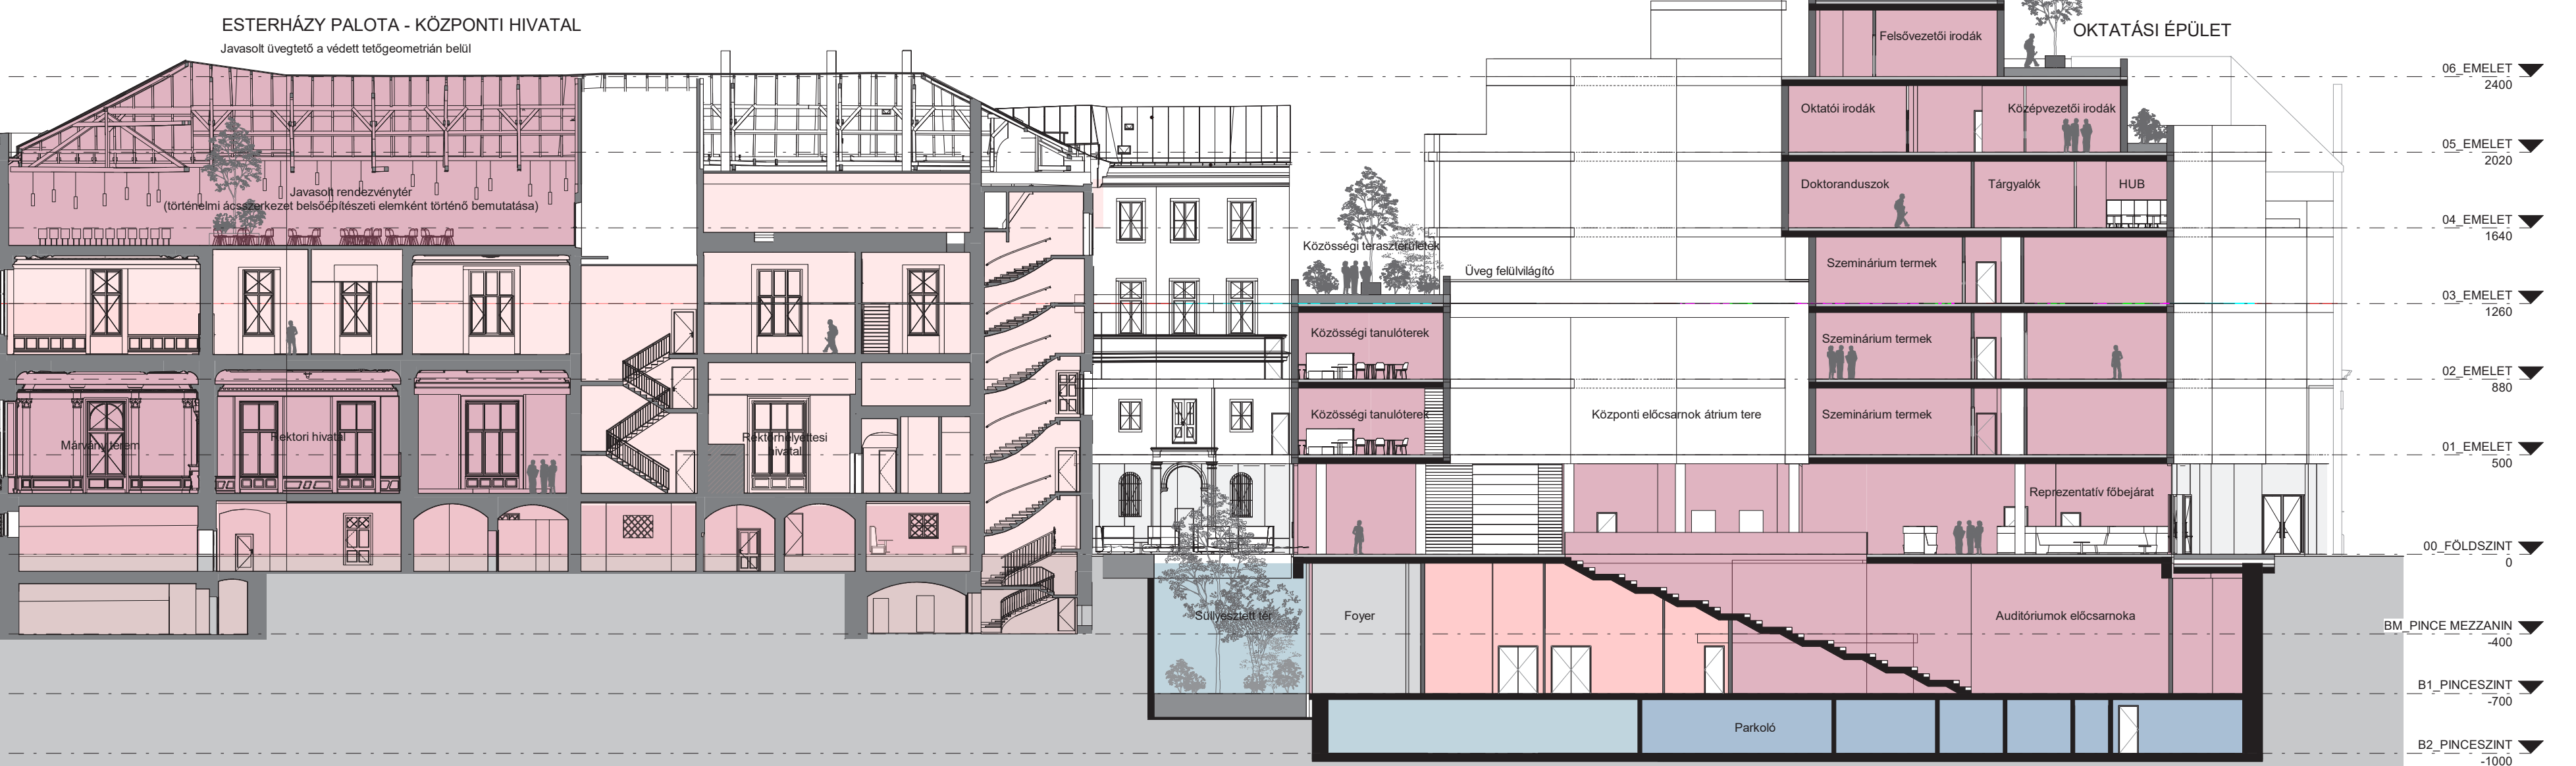 ESTERHÁZY PALOTA - KÖZPONTI HIVATAL
Javasolt üvegtető a védett tetőgeometrián belül
OKTATÁSI ÉPÜLET
Felsővezetői irodák
06_EMELET
2400
Oktatói irodák
Középvezetői irodák
05_EMELET
2020
Javasolt rendezvénytér
(történelmi ácsszerkezet belsőépítészeti elemként történő bemutatása)
Doktoranduszok
Tárgyalók
HUB
04_EMELET
1640
Közösségi teraszterületek
Üveg felülvilágító
Szeminárium termek
03_EMELET
1260
Közösségi tanulóterek
Szeminárium termek
02_EMELET
880
Közösségi tanulóterek
Központi előcsarnok átrium tere
Szeminárium termek
Márványterem
Rektori hivatal
Rektorhelyettesi
hivatal
01_EMELET
500
Reprezentatív főbejárat
00_FÖLDSZINT
0
Süllyesztett tér
Foyer
Auditóriumok előcsarnoka
BM_PINCE MEZZANIN
-400
B1_PINCESZINT
-700
Parkoló
B2_PINCESZINT
-1000